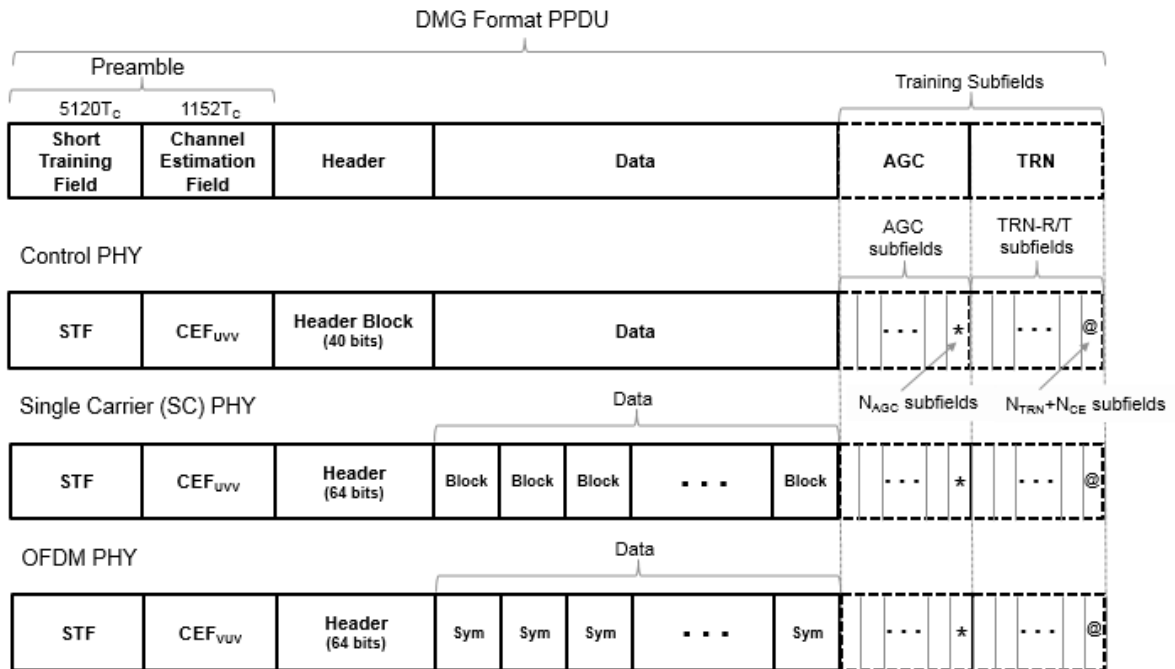 DMG Format PPDU
Preamble
Training Subfields
5120T_C 1152T_C
Short Training Field
Channel Estimation Field
Header
Data
AGC
TRN
AGC subfields
TRN-R/T subfields
Control PHY
STF
CEF_UVV
Header Block (40 bits)
Data
▪ ▪ ▪ *
▪ ▪ ▪ @
N_AGC subfields
N_TRN+N_CE subfields
Single Carrier (SC) PHY
Data
STF
CEF_UVV
Header (64 bits)
Block Block Block ▪ ▪ ▪ Block
▪ ▪ ▪ *
▪ ▪ ▪ @
OFDM PHY
Data
STF
CEF_VUV
Header (64 bits)
Sym Sym Sym ▪ ▪ ▪ Sym
▪ ▪ ▪ *
▪ ▪ ▪ @